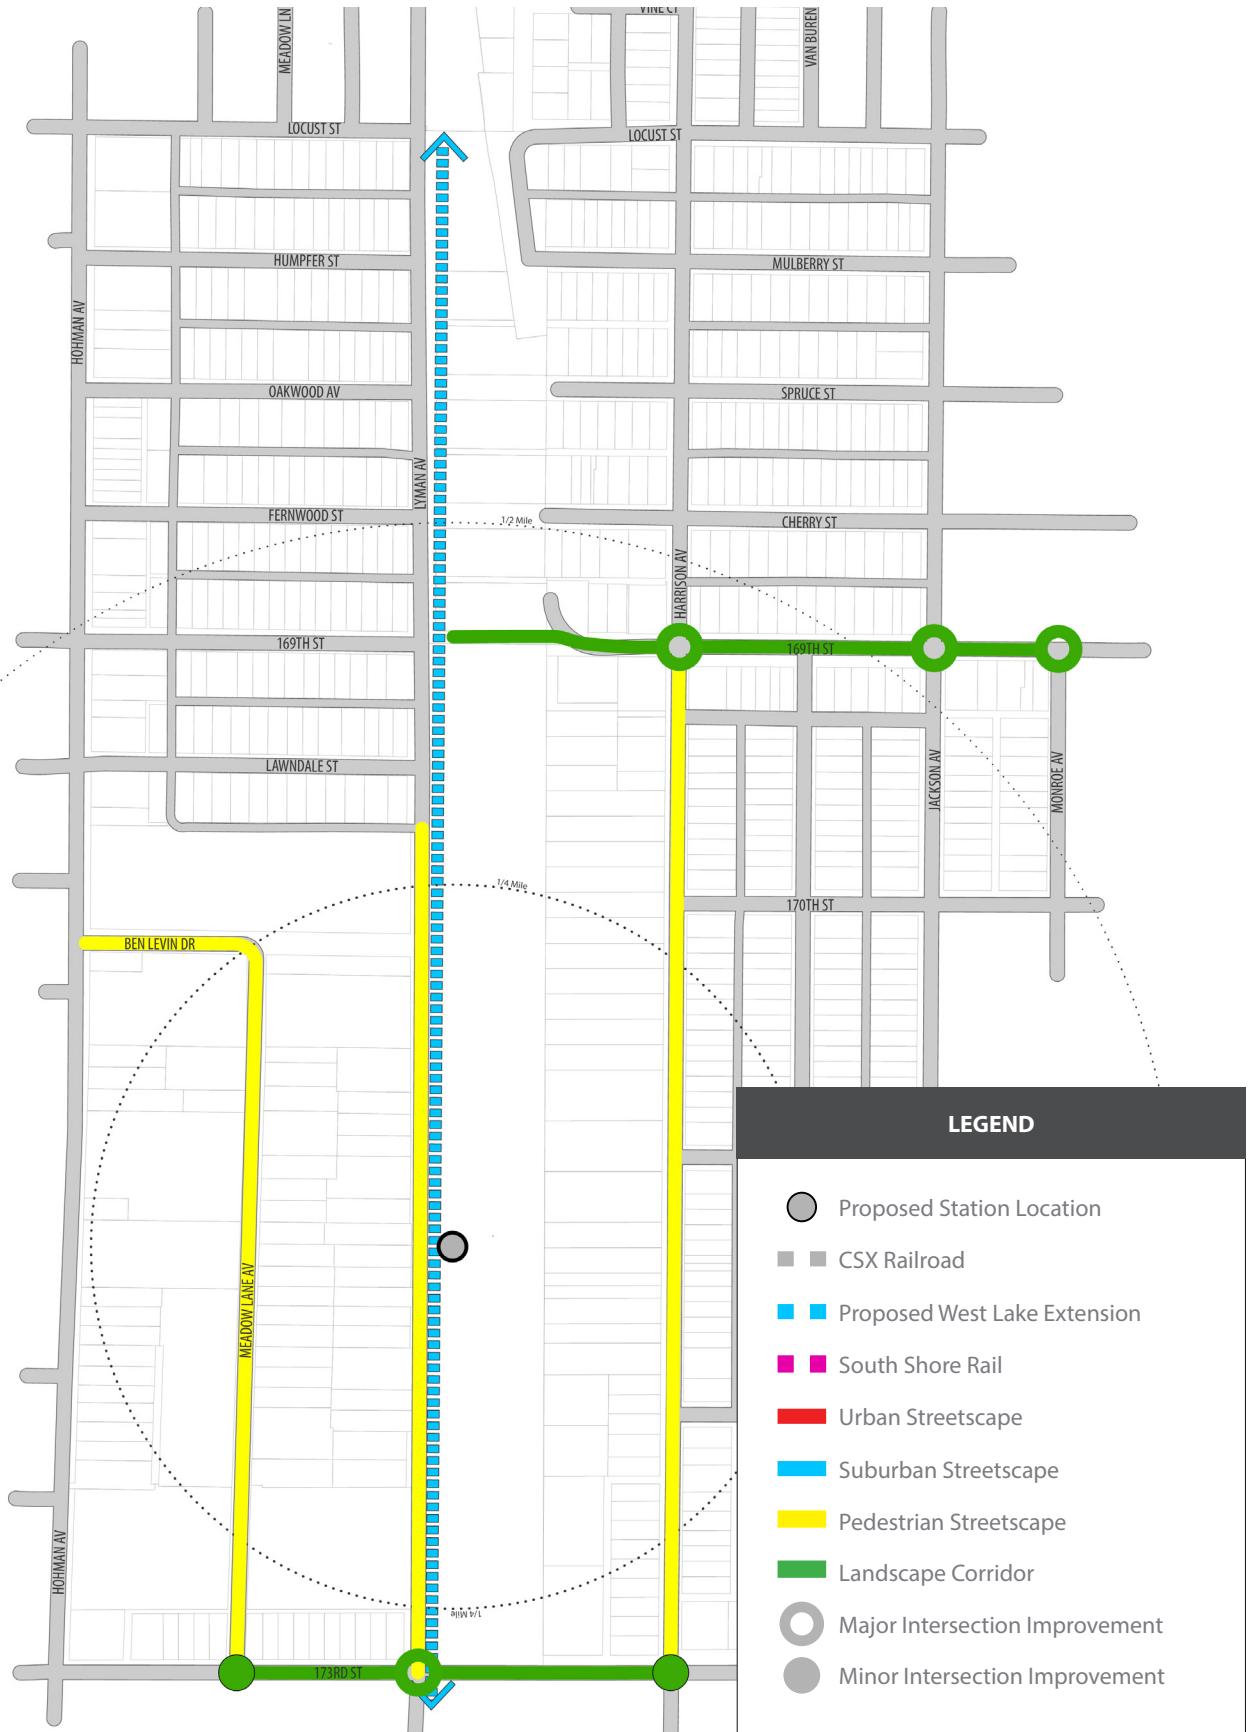 VINE CT
MEADOW LN
VAN BUREN
LOCUST ST
LOCUST ST
HUMPFER ST
MULBERRY ST
HOHMAN AV
OAKWOOD AV
SPRUCE ST
LYMAN AV
FERNWOOD ST
1/2 Mile
CHERRY ST
HARRISON AV
169TH ST
169TH ST
LAWNDALE ST
JACKSON AV
MONROE AV
1/4 Mile
170TH ST
BEN LEVIN DR
MEADOW LANE AV
HOHMAN AV
1/4 Mile
173RD ST
LEGEND
Proposed Station Location
CSX Railroad
Proposed West Lake Extension
South Shore Rail
Urban Streetscape
Suburban Streetscape
Pedestrian Streetscape
Landscape Corridor
Major Intersection Improvement
Minor Intersection Improvement